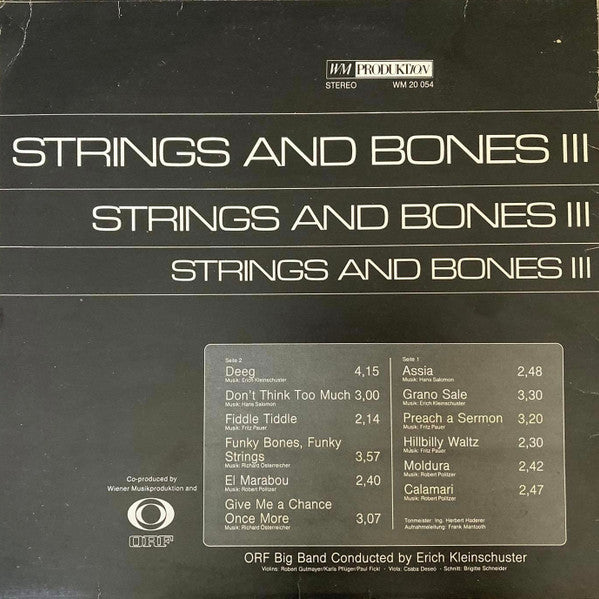 WM PRODUKTION
STEREO WM 20 054
STRINGS AND BONES III
STRINGS AND BONES III
STRINGS AND BONES III
Seite 2
Deeg 4,15
Musik: Erich Kleinschuster
Don't Think Too Much 3,00
Musik: Hans Salomon
Fiddle Tiddle 2,14
Musik: Fritz Pauer
Funky Bones, Funky
Strings 3,57
Musik: Richard Österreicher
El Marabou 2,40
Musik: Robert Politzer
Give Me a Chance
Once More 3,07
Musik: Richard Österreicher
Seite 1
Assia 2,48
Musik: Hans Salomon
Grano Sale 3,30
Musik: Erich Kleinschuster
Preach a Sermon 3,20
Musik: Fritz Pauer
Hillbilly Waltz 2,30
Musik: Fritz Pauer
Moldura 2,42
Musik: Robert Politzer
Calamari 2,47
Musik: Robert Politzer
Tonmeister: Ing. Herbert Haderer
Aufnahmeleitung: Frank Mantooth
Co-produced by
Wiener Musikproduktion and
ORF
ORF Big Band Conducted by Erich Kleinschuster
Violins: Robert Gutmayer/Karla Pflüger/Paul Fickl - Viola: Csaba Deseö - Schnitt: Brigitte Schneider